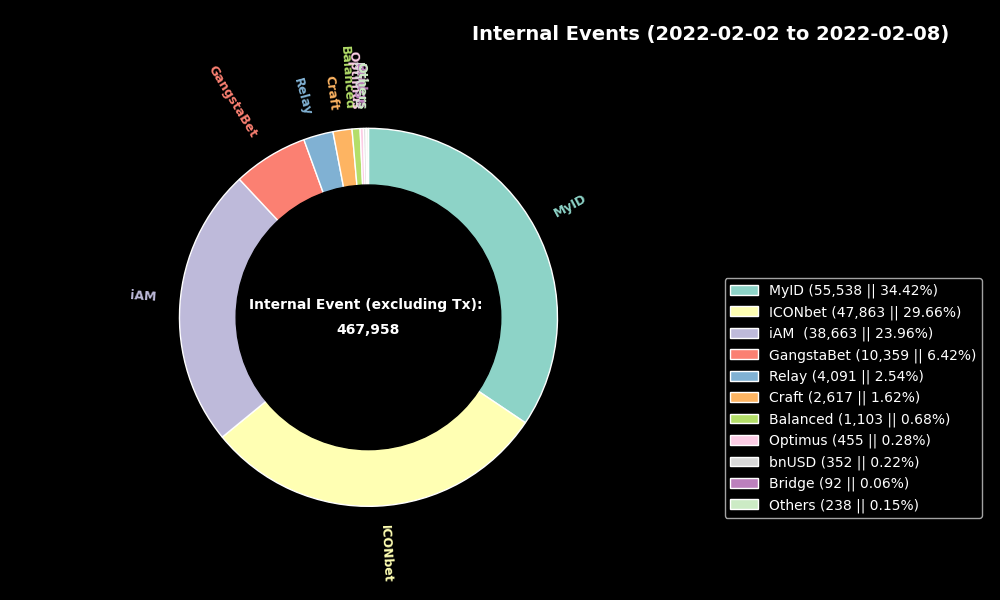 Internal Events (2022-02-02 to 2022-02-08)
Others
Optimus
Balanced
Craft
Relay
GangstaBet
MyID
iAM
ICONbet
Internal Event (excluding Tx):
467,958
MyID (55,538 || 34.42%)
ICONbet (47,863 || 29.66%)
iAM  (38,663 || 23.96%)
GangstaBet (10,359 || 6.42%)
Relay (4,091 || 2.54%)
Craft (2,617 || 1.62%)
Balanced (1,103 || 0.68%)
Optimus (455 || 0.28%)
bnUSD (352 || 0.22%)
Bridge (92 || 0.06%)
Others (238 || 0.15%)